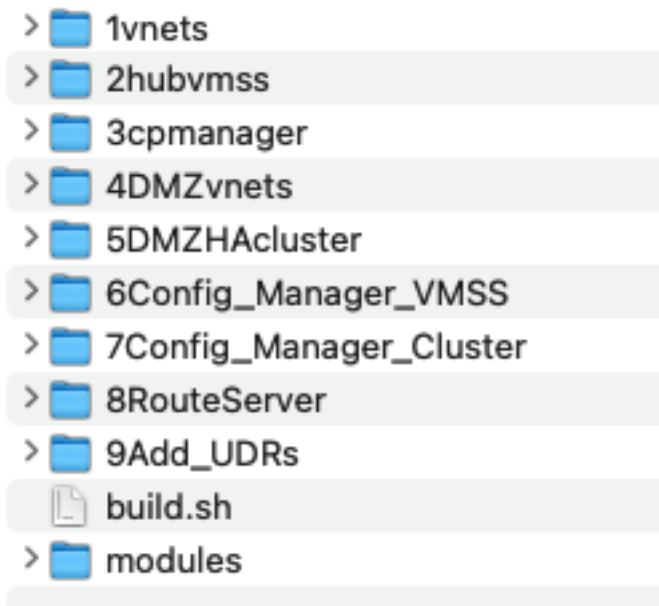 1vnets
2hubvmss
3cpmanager
4DMZvnets
5DMZHAcluster
6Config_Manager_VMSS
7Config_Manager_Cluster
8RouteServer
9Add_UDRs
build.sh
modules